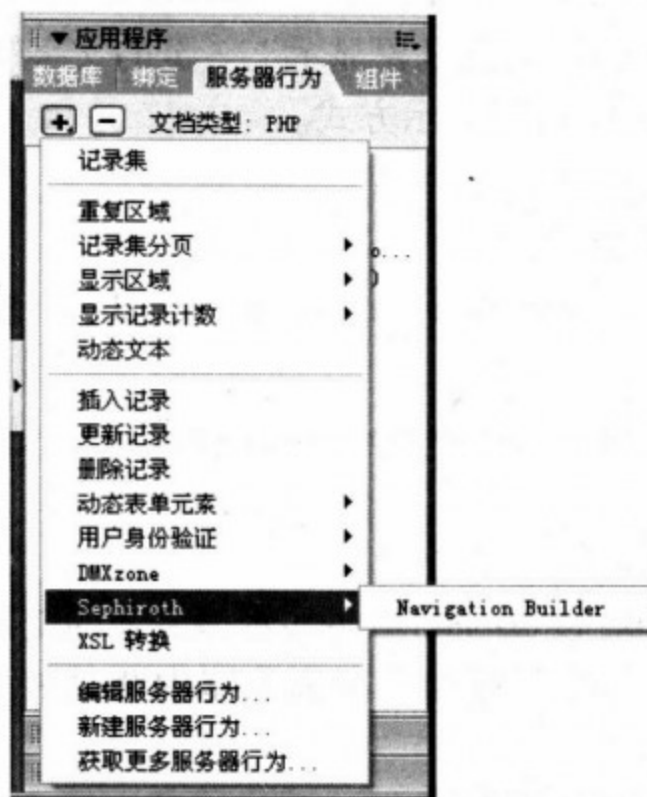 应用程序
数据库 绑定 服务器行为 组件
文档类型: PHP
记录集
重复区域
记录集分页
o...
显示区域
)
显示记录计数
动态文本
插入记录
更新记录
删除记录
动态表单元素
用户身份验证
DMXzone
Sephiroth Navigation Builder
XSL 转换
编辑服务器行为...
新建服务器行为...
获取更多服务器行为...